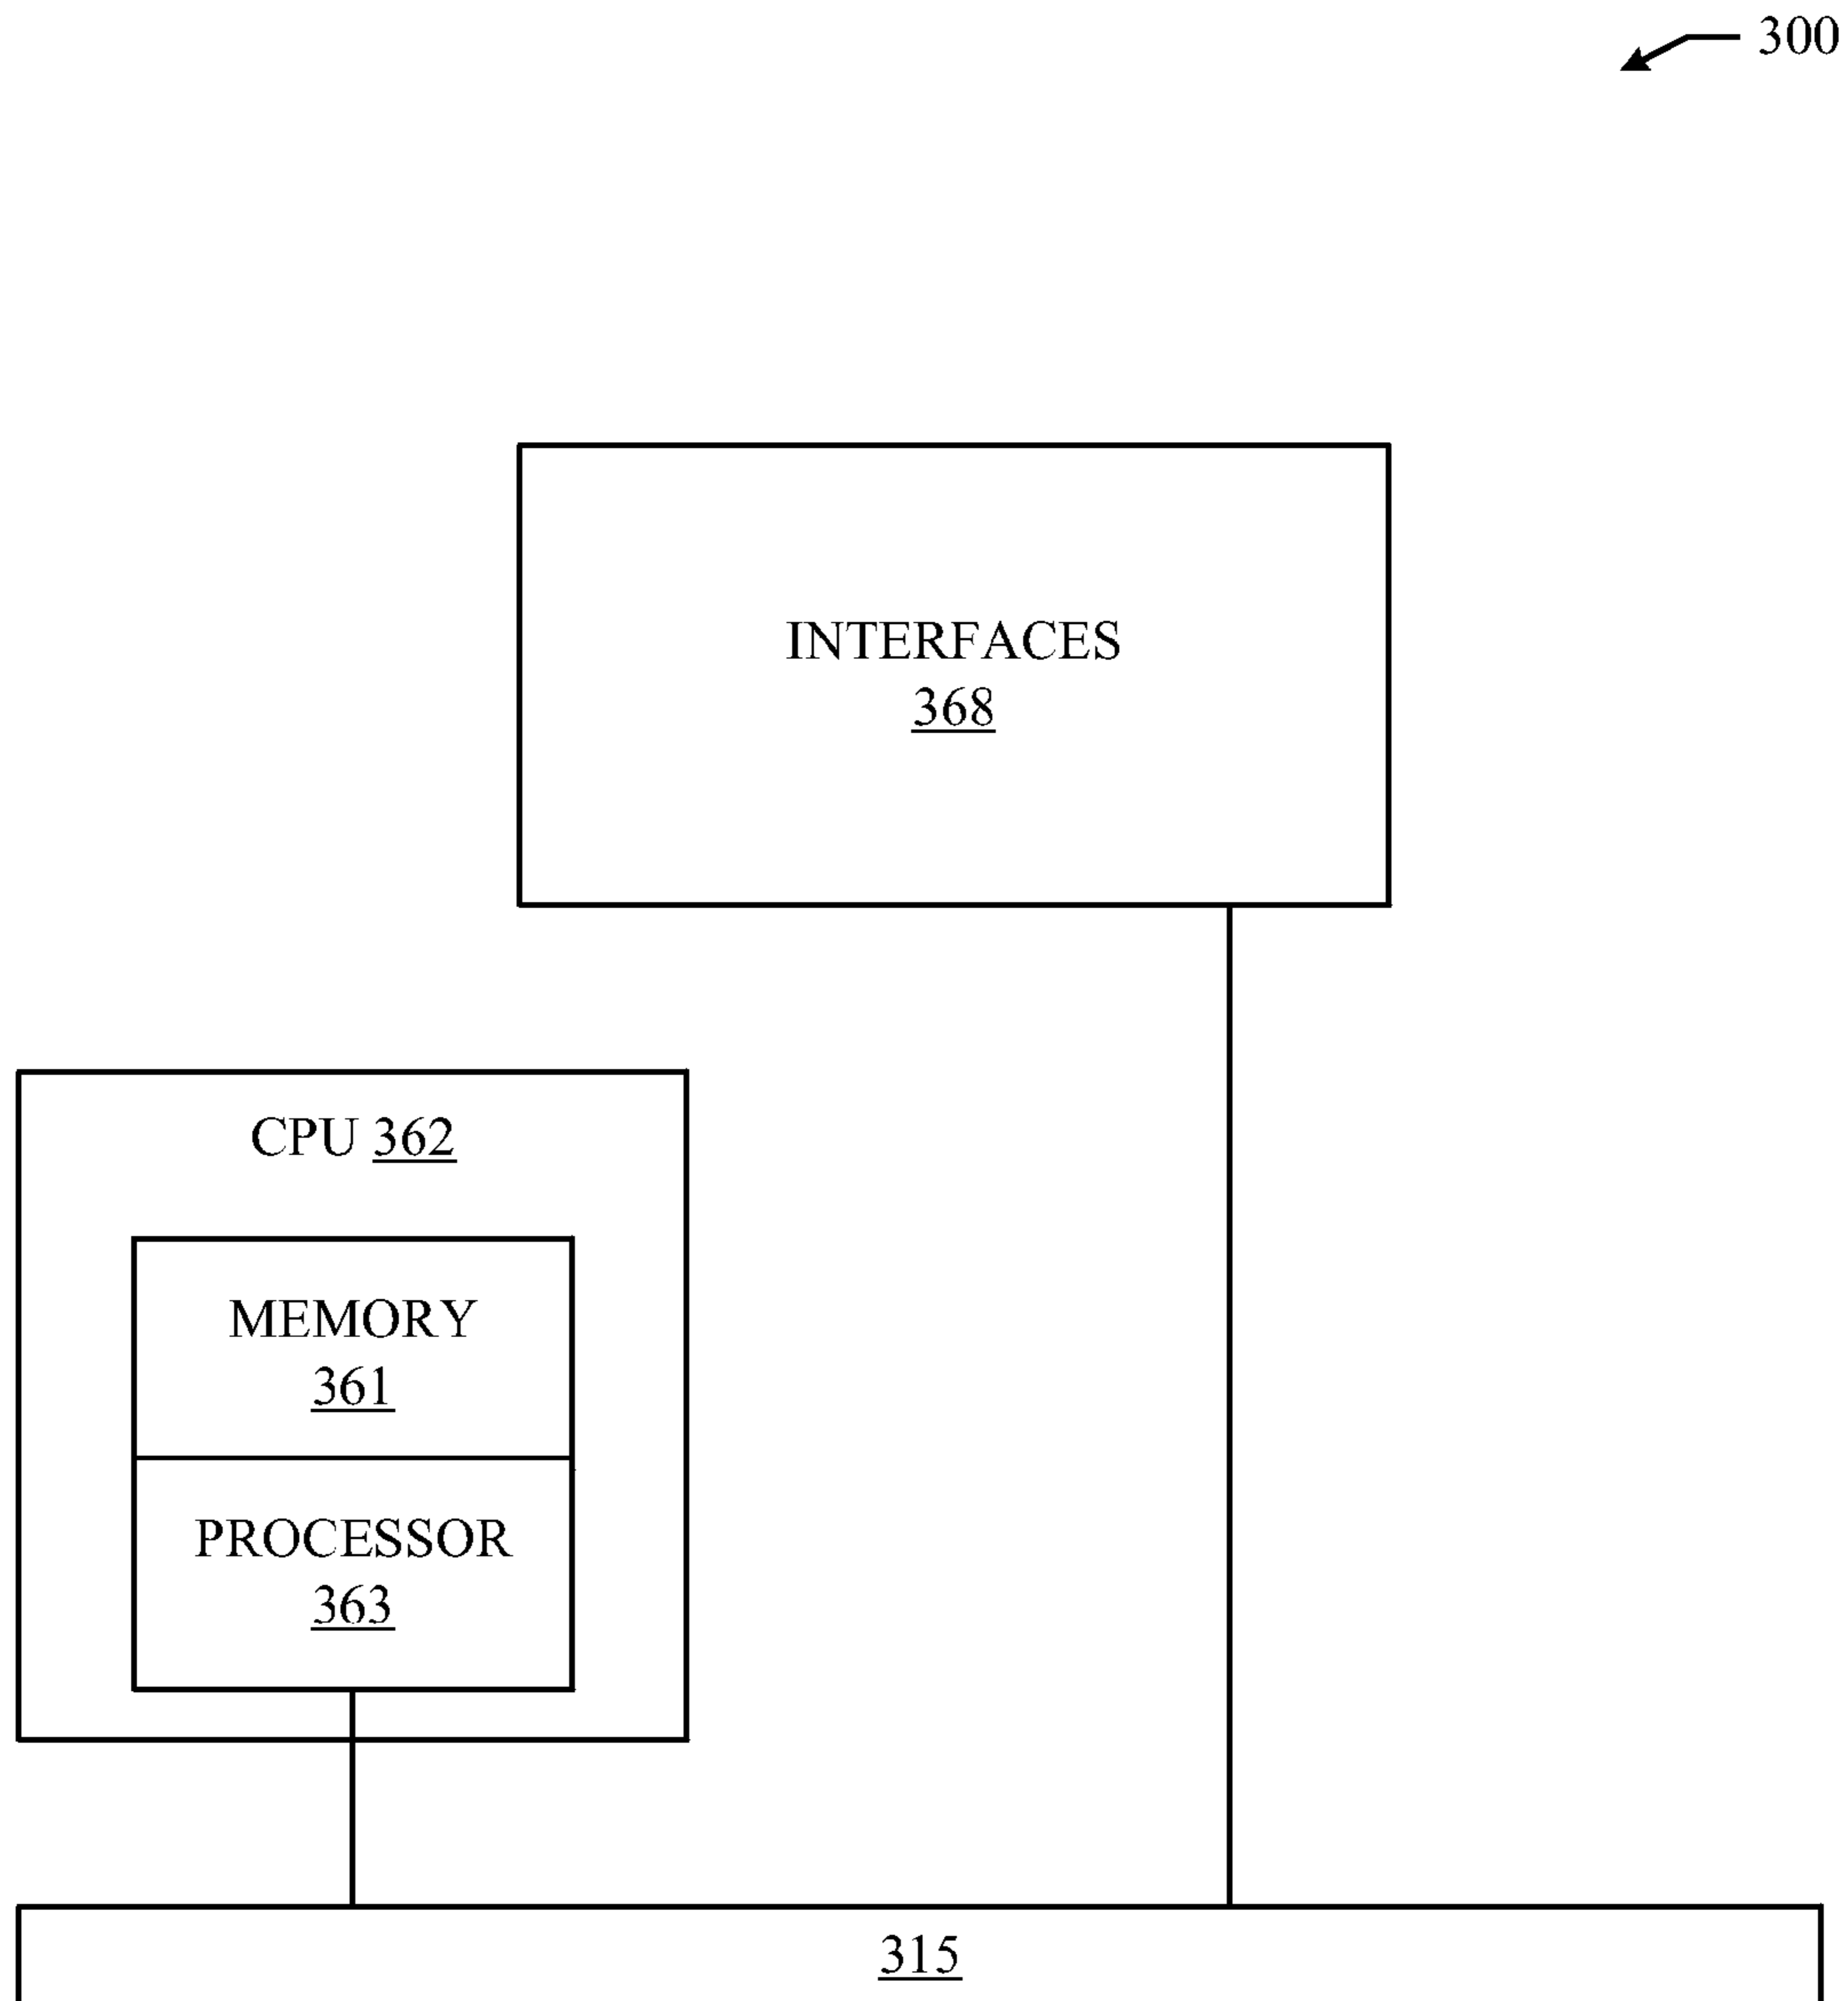 300
INTERFACES
368
CPU 362
MEMORY
361
PROCESSOR
363
315